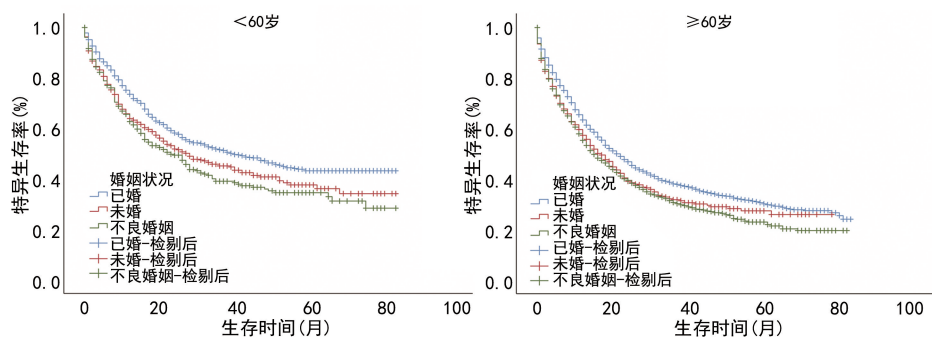 <60岁
特异生存率(%)
1.0
0.8
0.6
0.4
0.2
0.0
婚姻状况
已婚
未婚
不良婚姻
已婚-检剔后
未婚-检剔后
不良婚姻-检剔后
0 20 40 60 80 100
生存时间(月)
≥60岁
特异生存率(%)
1.0
0.8
0.6
0.4
0.2
0.0
婚姻状况
已婚
未婚
不良婚姻
已婚-检剔后
未婚-检剔后
不良婚姻-检剔后
0 20 40 60 80 100
生存时间(月)